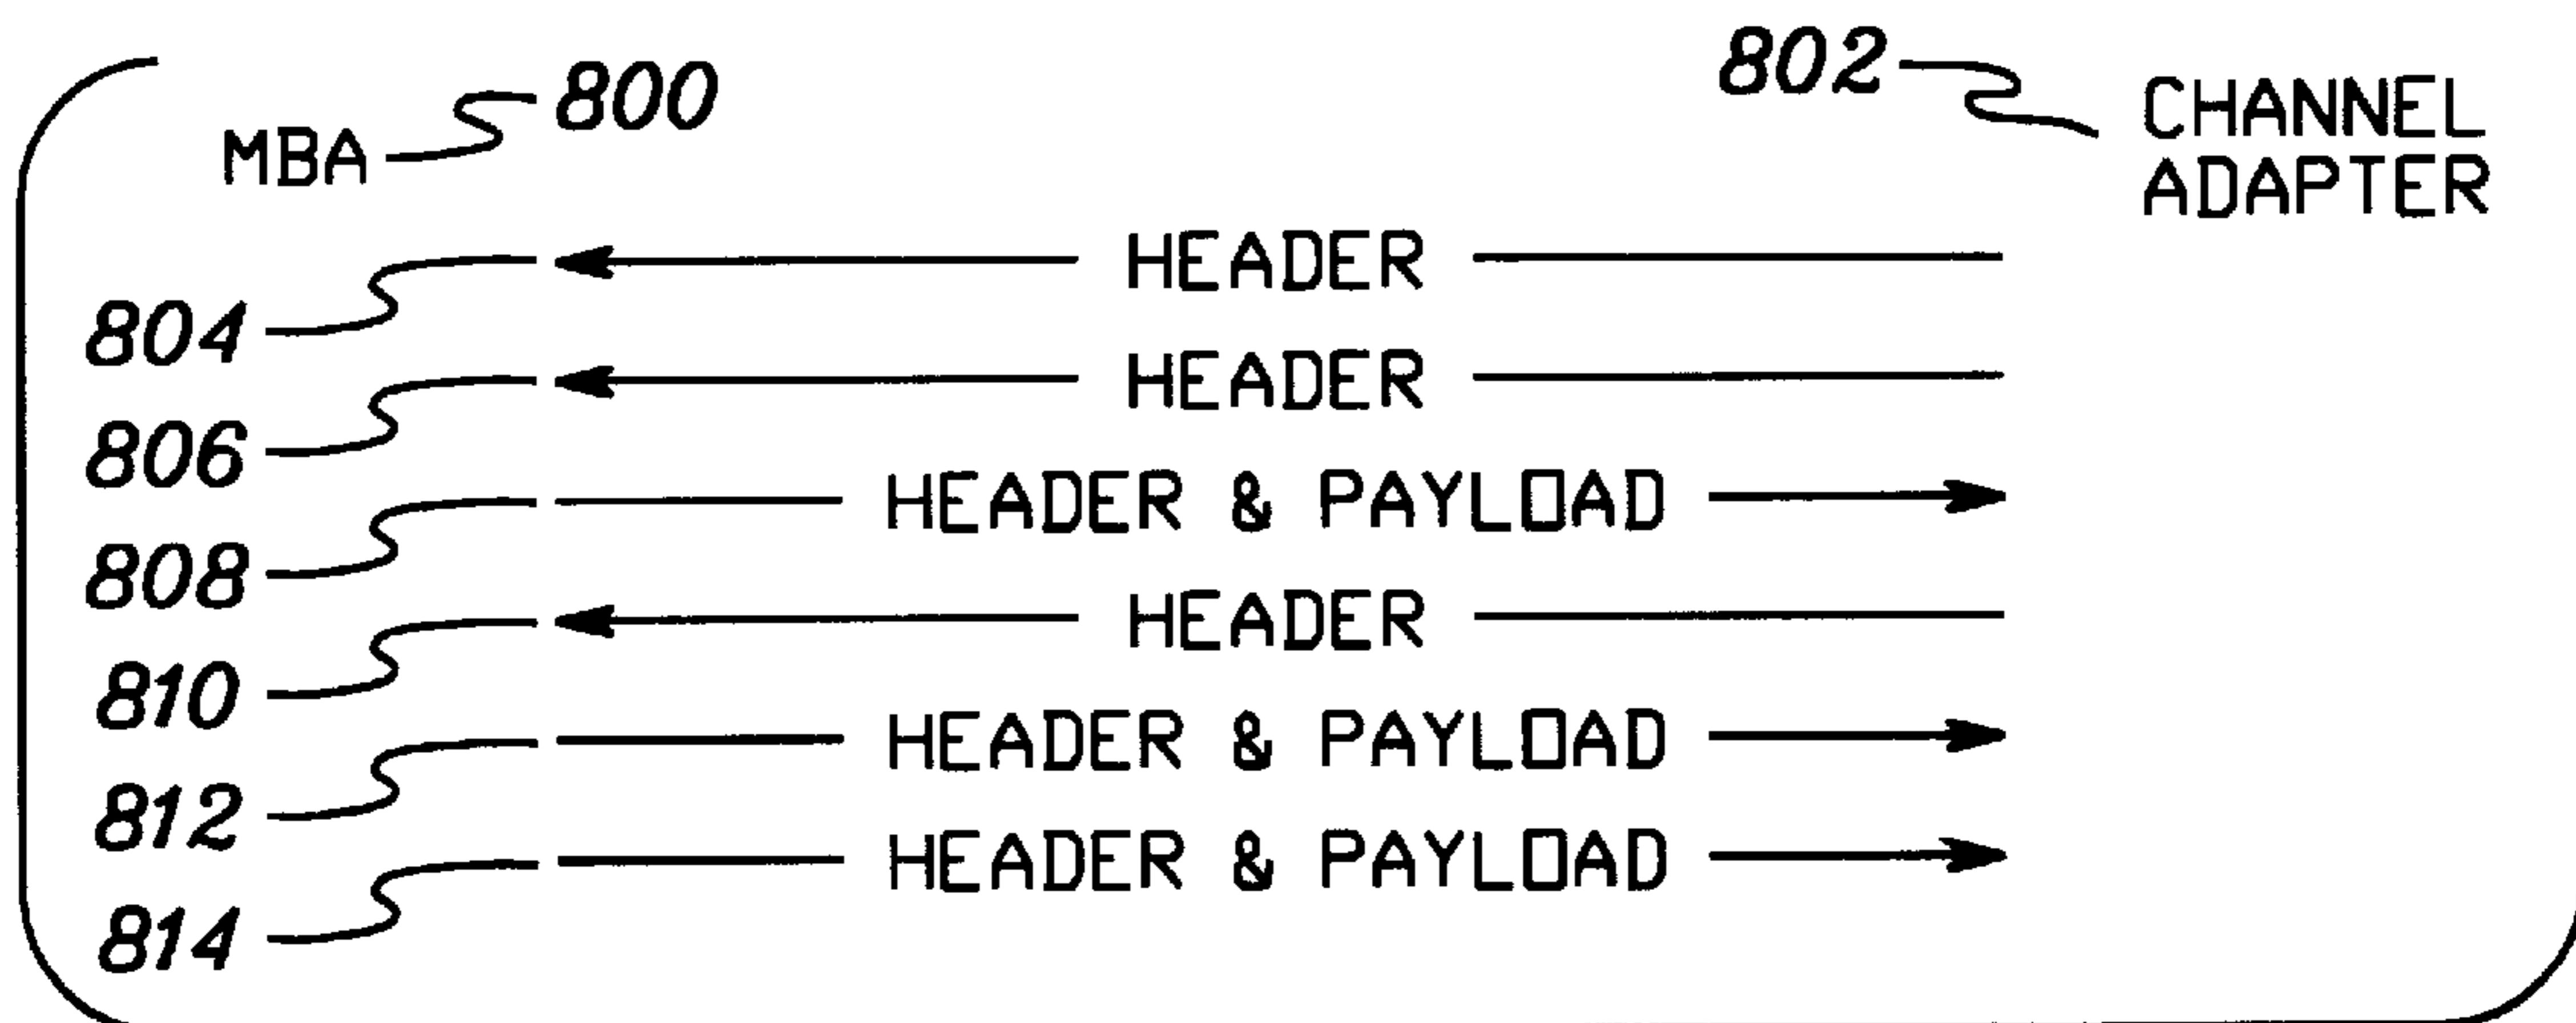 802
800
CHANNEL
MBA
ADAPTER
HEADER
804
HEADER
806
HEADER & PAYLOAD
808
HEADER
810
HEADER & PAYLOAD
812
HEADER & PAYLOAD
814